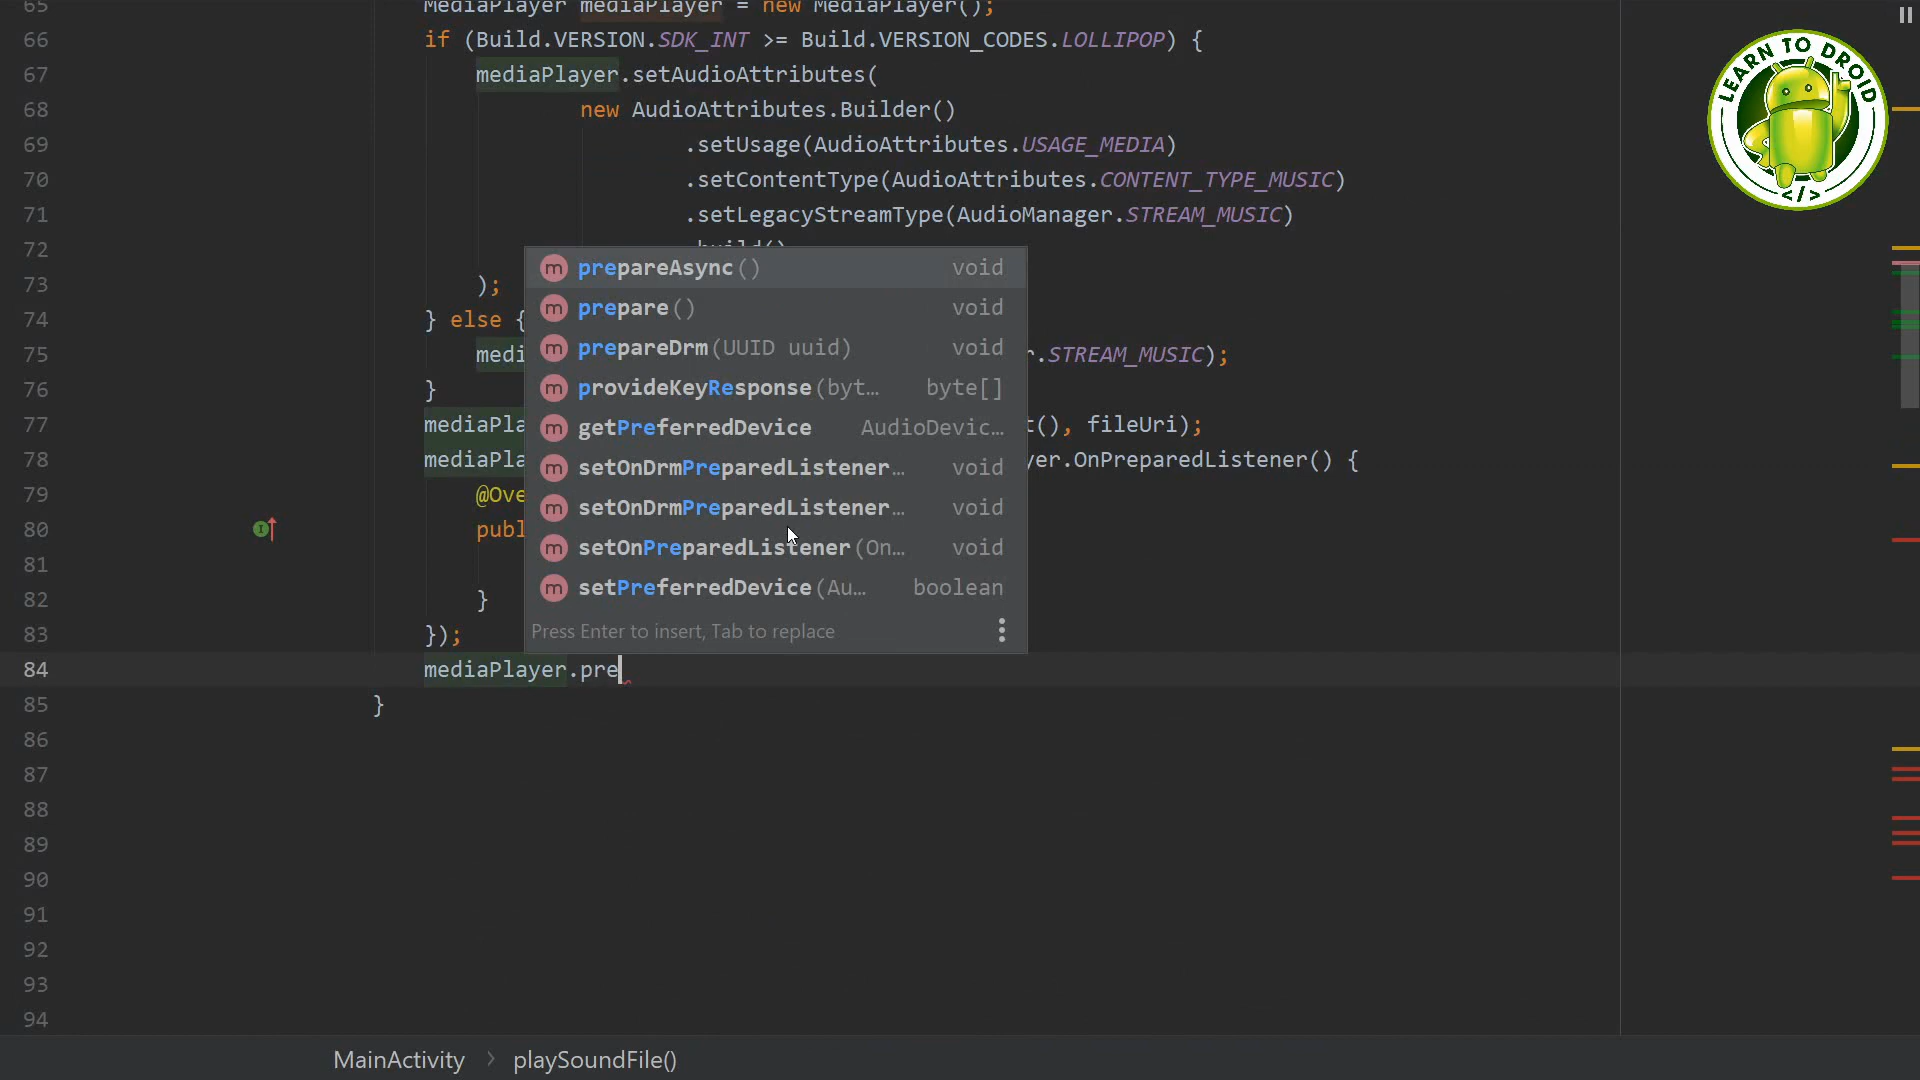 65 MediaPlayer mediaPlayer = new MediaPlayer();
66 if (Build.VERSION.SDK_INT >= Build.VERSION_CODES.LOLLIPOP) {
67 mediaPlayer.setAudioAttributes(
68 new AudioAttributes.Builder()
69 .setUsage(AudioAttributes.USAGE_MEDIA)
70 .setContentType(AudioAttributes.CONTENT_TYPE_MUSIC)
71 .setLegacyStreamType(AudioManager.STREAM_MUSIC)
72 .build()
73 );
74 } else {
75 medi r.STREAM_MUSIC);
76 }
77 mediaPla t(), fileUri);
78 mediaPla yer.OnPreparedListener() {
79 @Ove
80 publ
81
82 }
83 });
84 mediaPlayer.pre
85 }
86
87
88
89
90
91
92
93
94
m prepareAsync() void
m prepare() void
m prepareDrm(UUID uuid) void
m provideKeyResponse(byt… byte[]
m getPreferredDevice AudioDevic…
m setOnDrmPreparedListener… void
m setOnDrmPreparedListener… void
m setOnPreparedListener(On… void
m setPreferredDevice(Au… boolean
Press Enter to insert, Tab to replace
MainActivity > playSoundFile()
LEARN TO DROID
</>